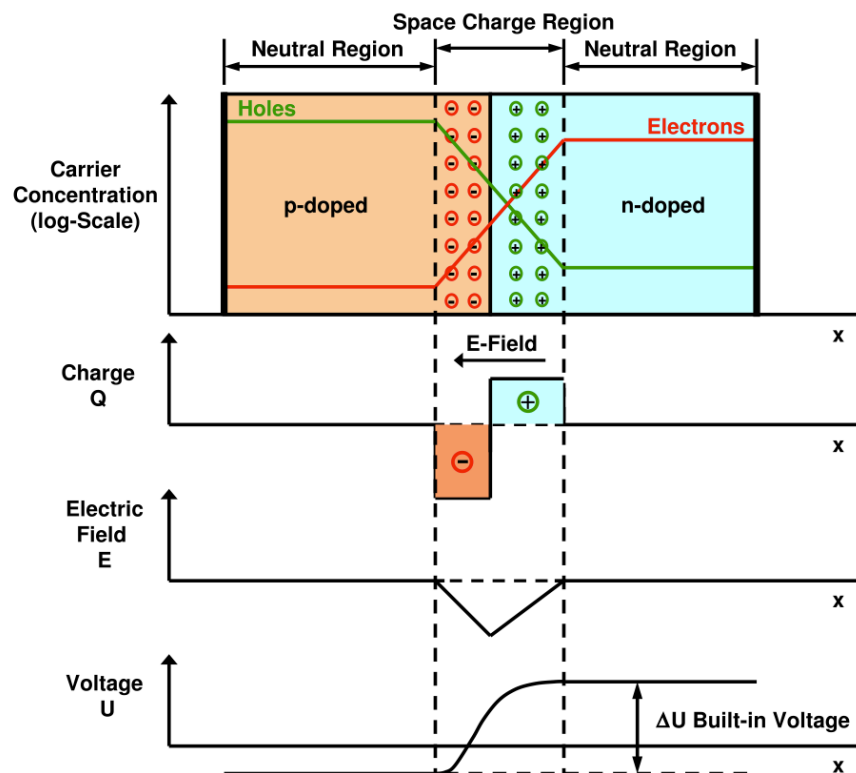 Space Charge Region
Neutral Region
Neutral Region
Holes
Electrons
Carrier
Concentration
(log-Scale)
p-doped
n-doped
x
E-Field
Charge
Q
+
x
-
Electric
Field
E
x
Voltage
U
ΔU Built-in Voltage
x